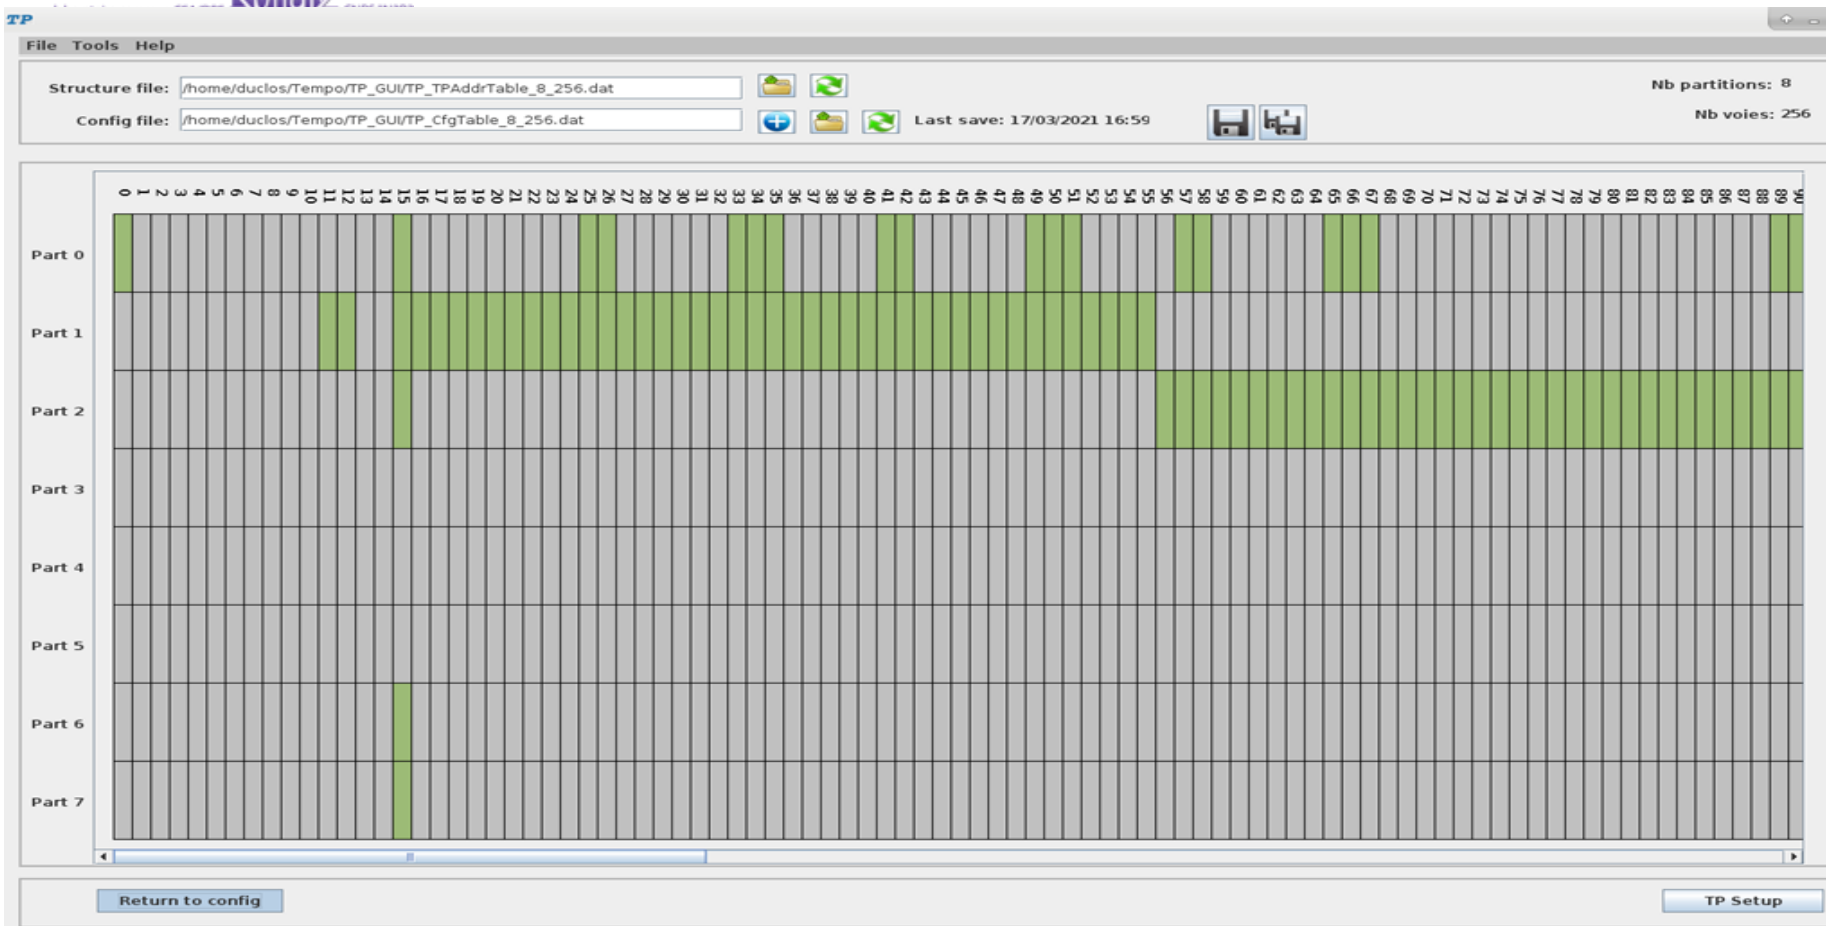 TP
File Tools Help
Structure file: /home/duclos/Tempo/TP_GUI/TP_TPAddrTable_8_256.dat
Nb partitions: 8
Config file: /home/duclos/Tempo/TP_GUI/TP_CfgTable_8_256.dat
Last save: 17/03/2021 16:59
Nb voies: 256
0 1 2 3 4 5 6 7 8 9 10 11 12 13 14 15 16 17 18 19 20 21 22 23 24 25 26 27 28 29 30 31 32 33 34 35 36 37 38 39 40 41 42 43 44 45 46 47 48 49 50 51 52 53 54 55 56 57 58 59 60 61 62 63 64 65 66 67 68 69 70 71 72 73 74 75 76 77 78 79 80 81 82 83 84 85 86 87 88 89 90
Part 0
Part 1
Part 2
Part 3
Part 4
Part 5
Part 6
Part 7
Return to config
TP Setup